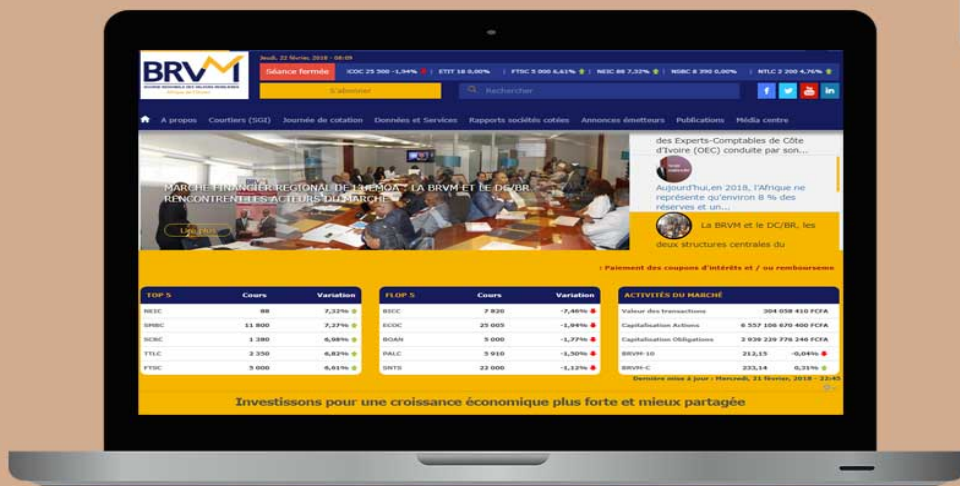 BRVM
BOURSE REGIONALE DES VALEURS MOBILIERES
Afrique de l'Ouest
Jeudi, 22 février, 2018 - 08:09
Séance fermée
25 500 -1,94% | ETIT 18 0,00% | FTSC 5 000 6,61% | NEIC 88 7,32% | NSBC 8 390 0,00% | NTLC 2 200 4,76%
S'abonner
Rechercher
A propos Courtiers (SGI) Journée de cotation Données et Services Rapports sociétés cotées Annonces émetteurs Publications Média centre
MARCHE FINANCIER REGIONAL DE L'UEMOA : LA BRVM ET LE DC/BR
RENCONTRENT LES ACTEURS DU MARCHE
Lire plus
des Experts-Comptables de Côte
d'Ivoire (OEC) conduite par son...
Aujourd'hui,en 2018, l'Afrique ne
représente qu'environ 8 % des
réserves et un...
La BRVM et le DC/BR, les
deux structures centrales du
: Paiement des coupons d'intérêts et / ou rembourseme
TOP 5 Cours Variation
NEIC 88 7,32%
SMBC 11 800 7,27%
SCRC 1 380 6,98%
TTLC 2 350 6,82%
FTSC 5 000 6,61%
FLOP 5 Cours Variation
BICC 7 820 -7,46%
ECOC 25 005 -1,94%
BOAN 5 000 -1,77%
PALC 5 910 -1,50%
SNTS 22 000 -1,12%
ACTIVITÉS DU MARCHÉ
Valeur des transactions 304 058 410 FCFA
Capitalisation Actions 6 557 106 670 400 FCFA
Capitalisation Obligations 2 939 229 776 246 FCFA
BRVM-10 212,15 -0,04%
BRVM-C 233,14 0,31%
Dernière mise à jour : Mercredi, 21 février, 2018 - 22:45
Investissons pour une croissance économique plus forte et mieux partagée